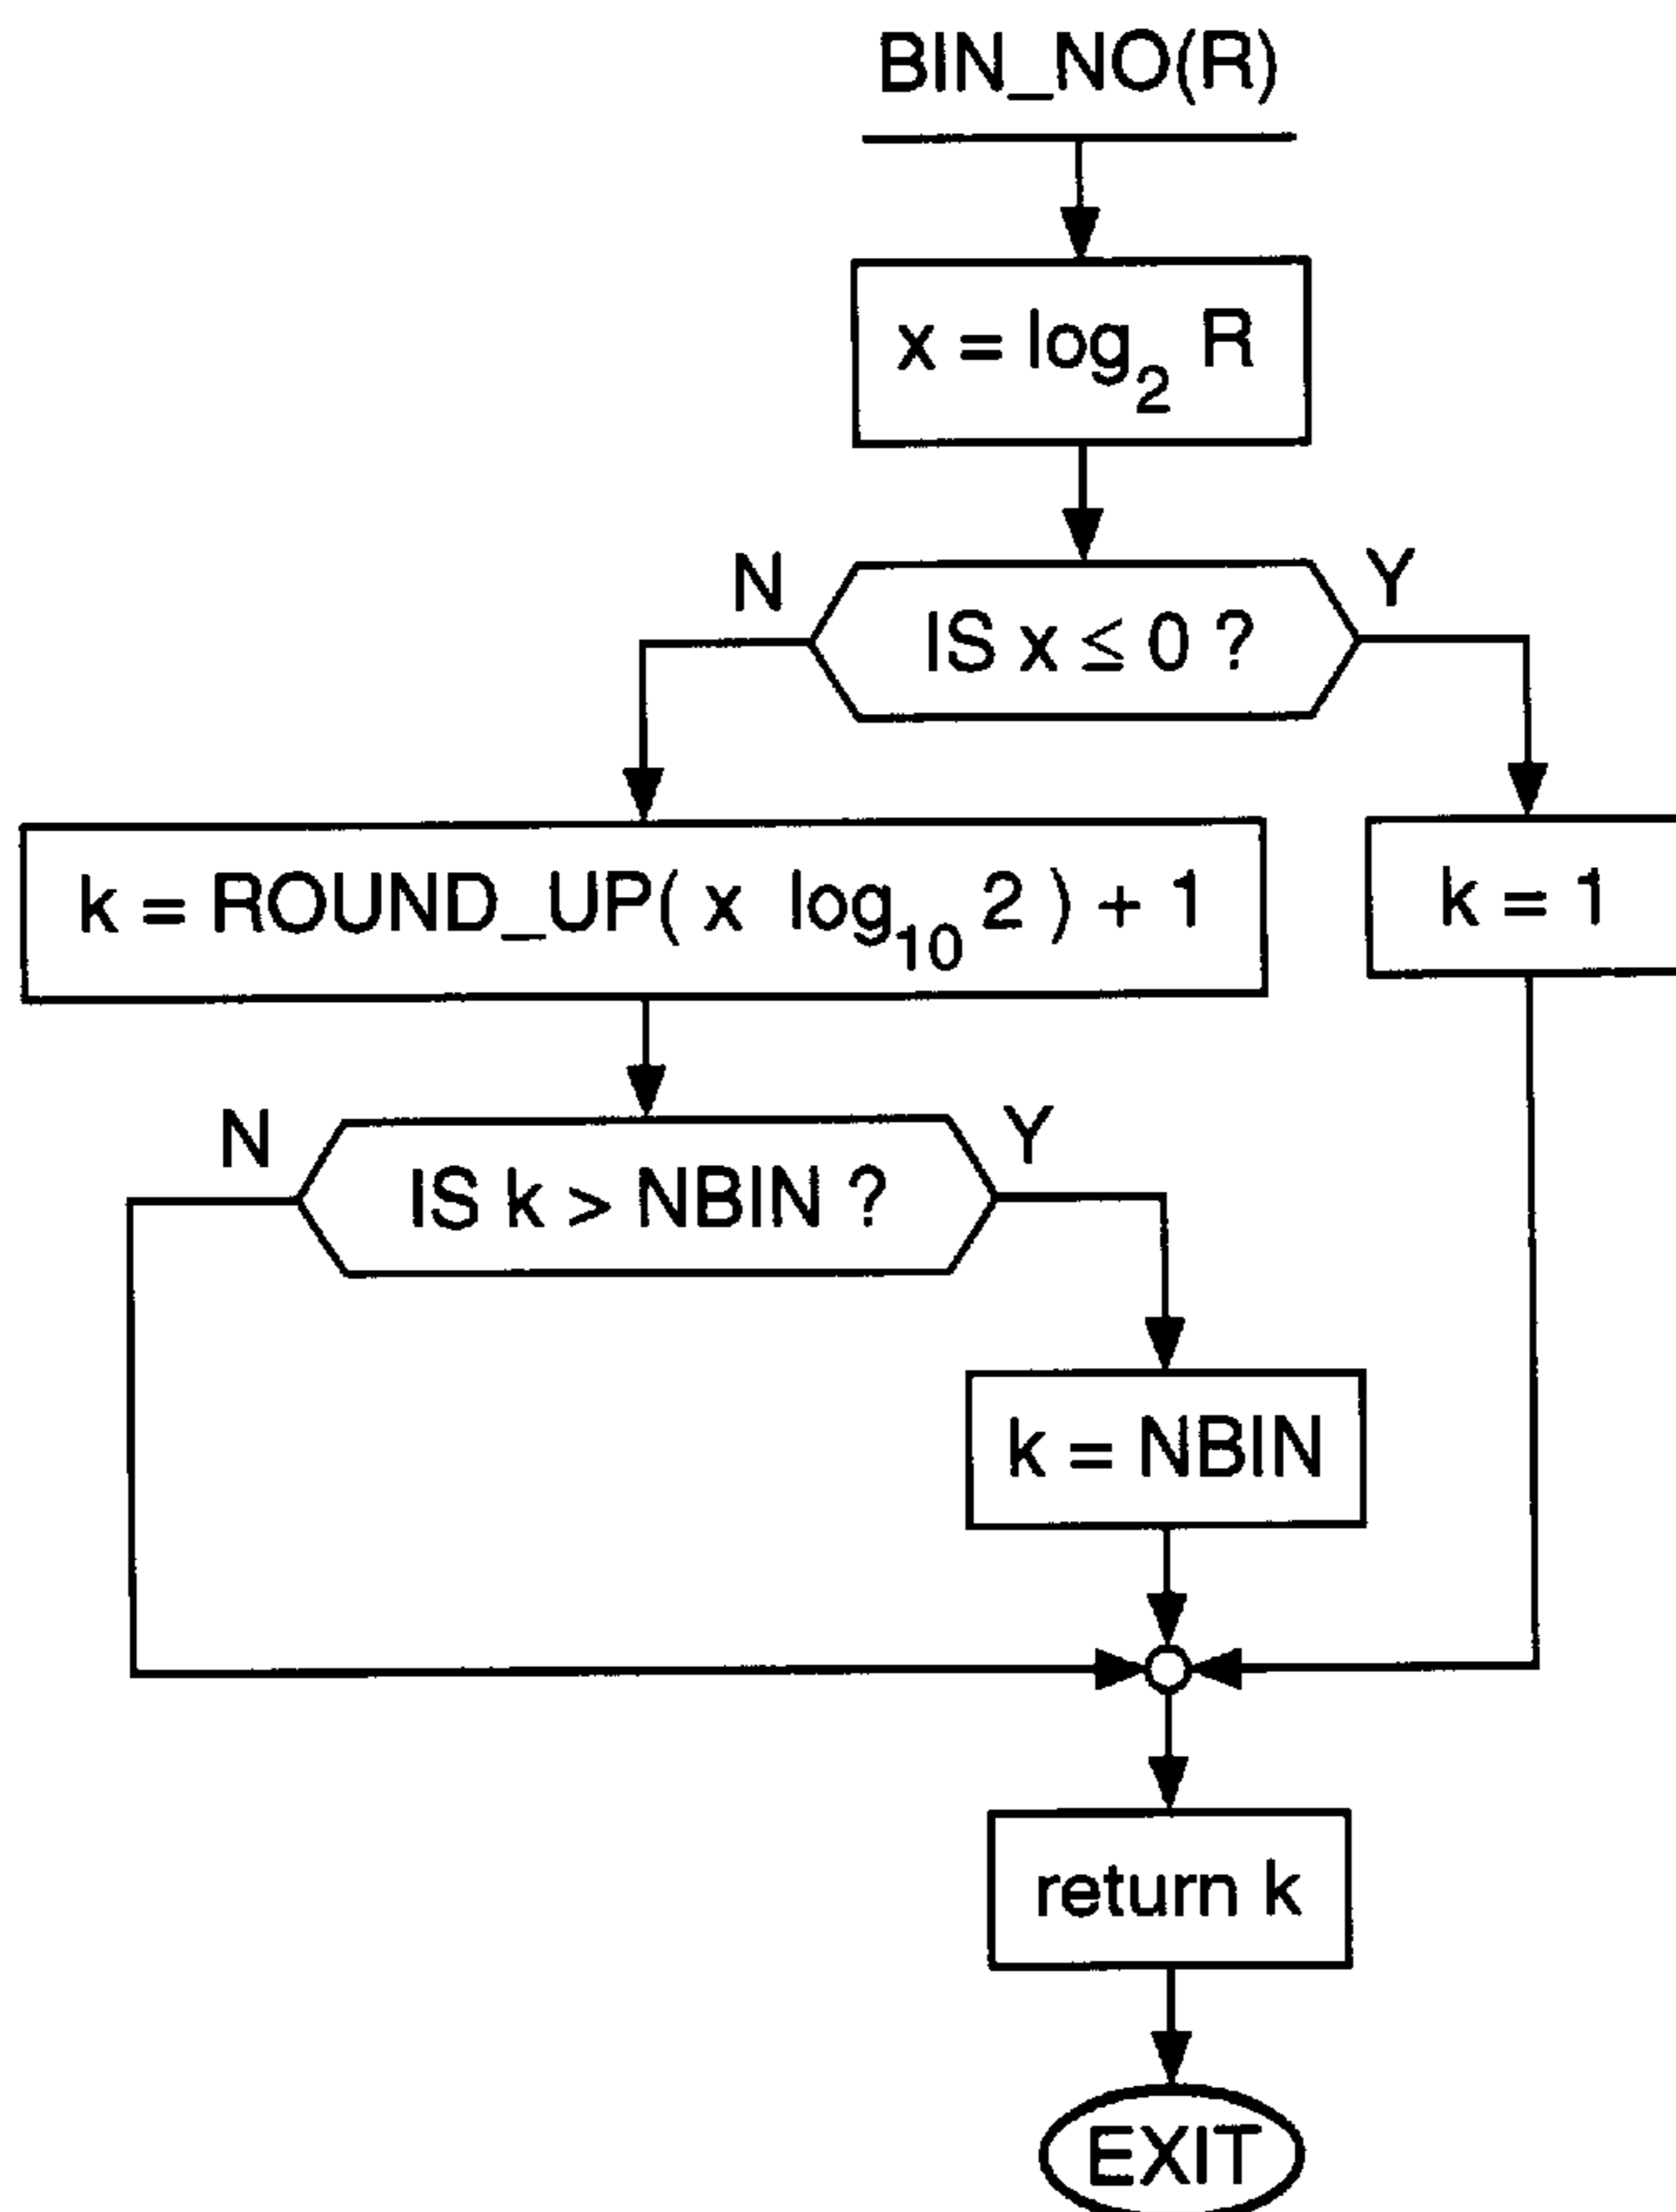 BIN_NO(R)
x = log₂ R
N
Y
IS x ≤ 0 ?
k = ROUND_UP( x log₁₀ 2 ) + 1
k = 1
N
Y
IS k > NBIN ?
k = NBIN
return k
EXIT